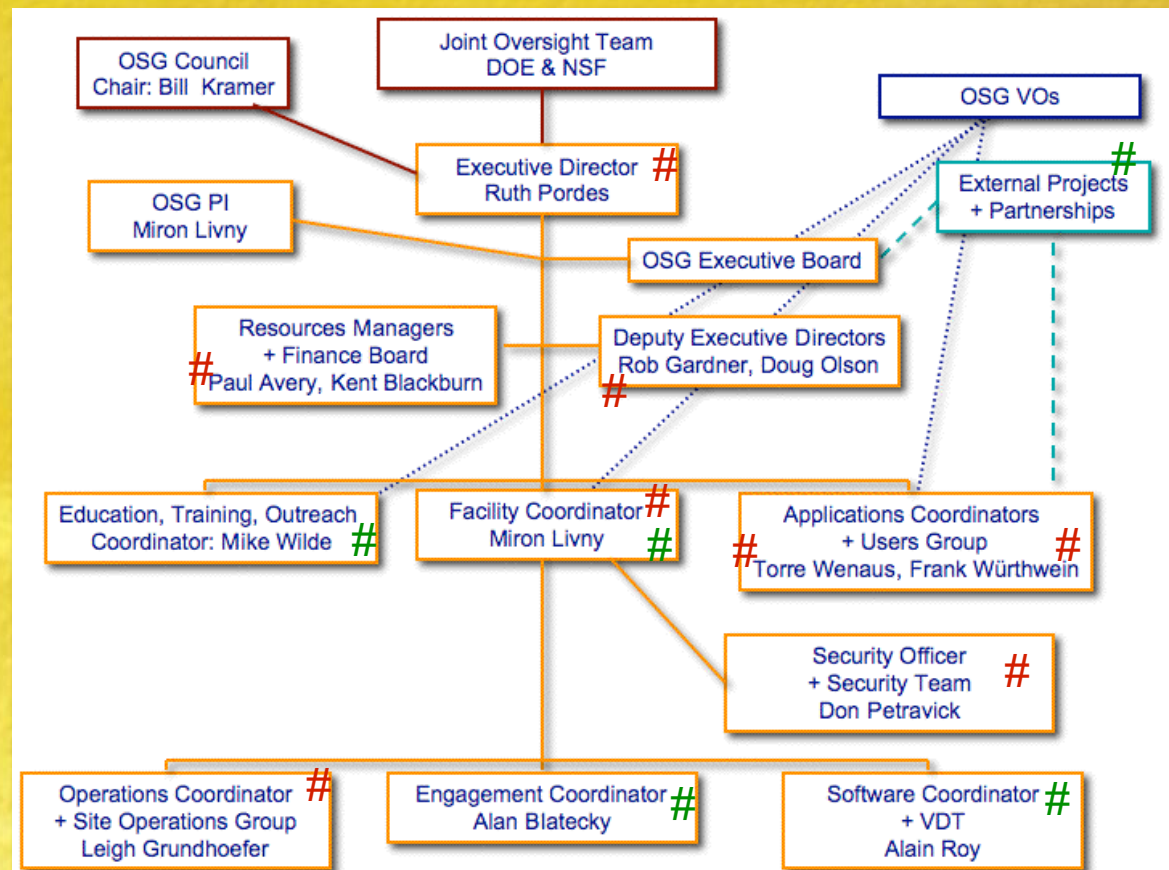 Joint Oversight Team
DOE & NSF
OSG Council
Chair: Bill Kramer
OSG VOs
#
Executive Director
Ruth Pordes
#
External Projects
+ Partnerships
OSG PI
Miron Livny
OSG Executive Board
Resources Managers
+ Finance Board
#
Paul Avery, Kent Blackburn
Deputy Executive Directors
Rob Gardner, Doug Olson
#
Education, Training, Outreach
Coordinator: Mike Wilde
#
Facility Coordinator
Miron Livny
#
#
Applications Coordinators
+ Users Group
Torre Wenaus, Frank Würthwein
#
#
Security Officer
+ Security Team
Don Petravick
#
Operations Coordinator
+ Site Operations Group
Leigh Grundhoefer
#
Engagement Coordinator
Alan Blatecky
#
Software Coordinator
+ VDT
Alain Roy
#